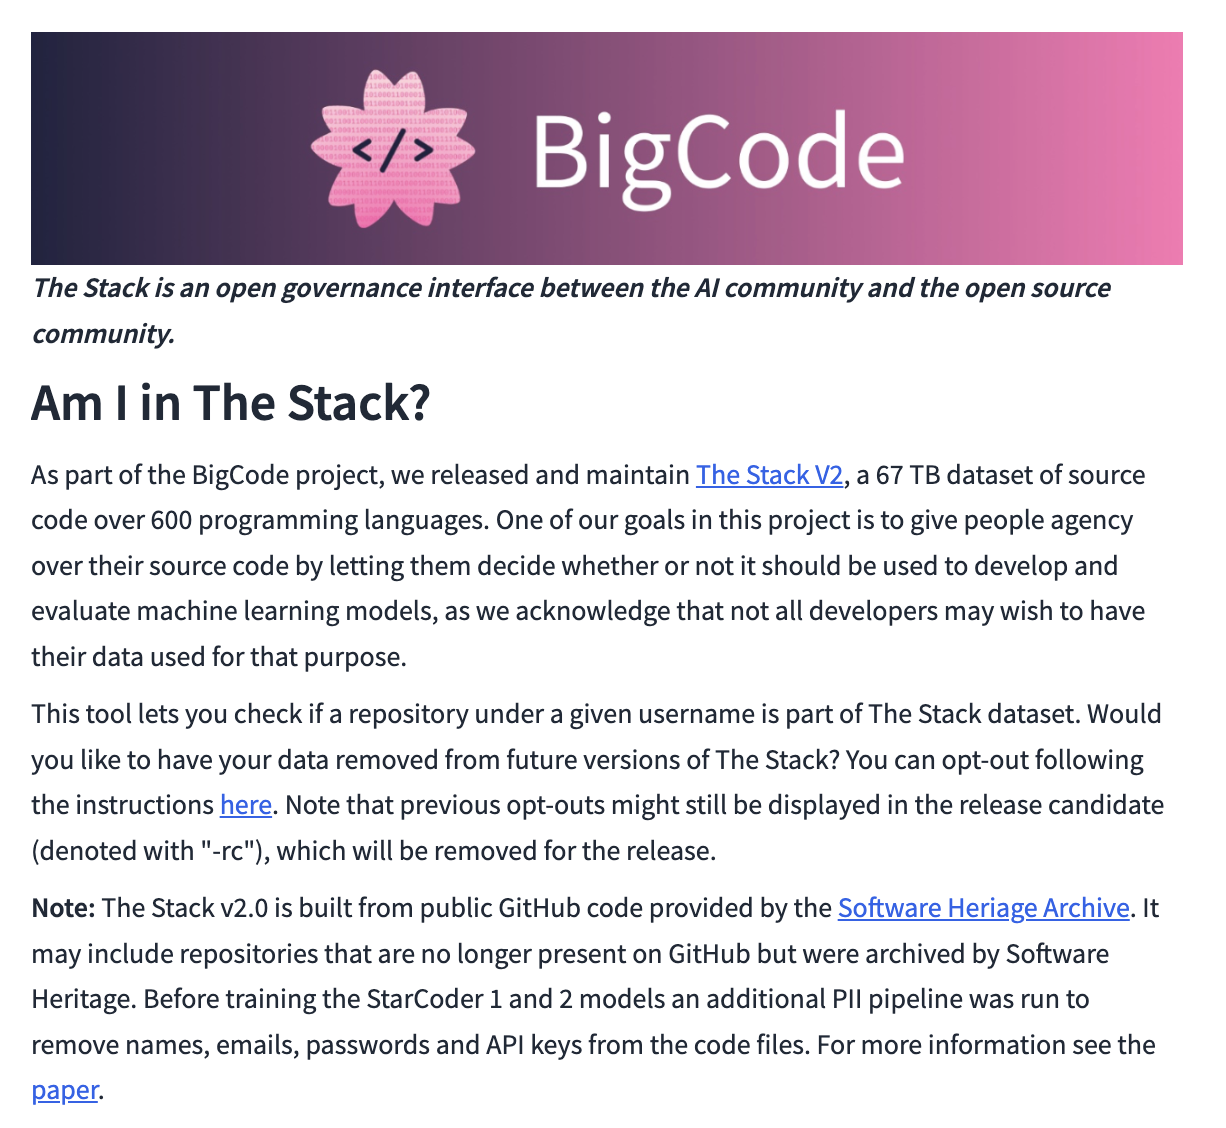 </>
BigCode
The Stack is an open governance interface between the AI community and the open source
community.
Am I in The Stack?
As part of the BigCode project, we released and maintain The Stack V2, a 67 TB dataset of source
code over 600 programming languages. One of our goals in this project is to give people agency
over their source code by letting them decide whether or not it should be used to develop and
evaluate machine learning models, as we acknowledge that not all developers may wish to have
their data used for that purpose.
This tool lets you check if a repository under a given username is part of The Stack dataset. Would
you like to have your data removed from future versions of The Stack? You can opt-out following
the instructions here. Note that previous opt-outs might still be displayed in the release candidate
(denoted with "-rc"), which will be removed for the release.
Note: The Stack v2.0 is built from public GitHub code provided by the Software Heriage Archive. It
may include repositories that are no longer present on GitHub but were archived by Software
Heritage. Before training the StarCoder 1 and 2 models an additional PII pipeline was run to
remove names, emails, passwords and API keys from the code files. For more information see the
paper.